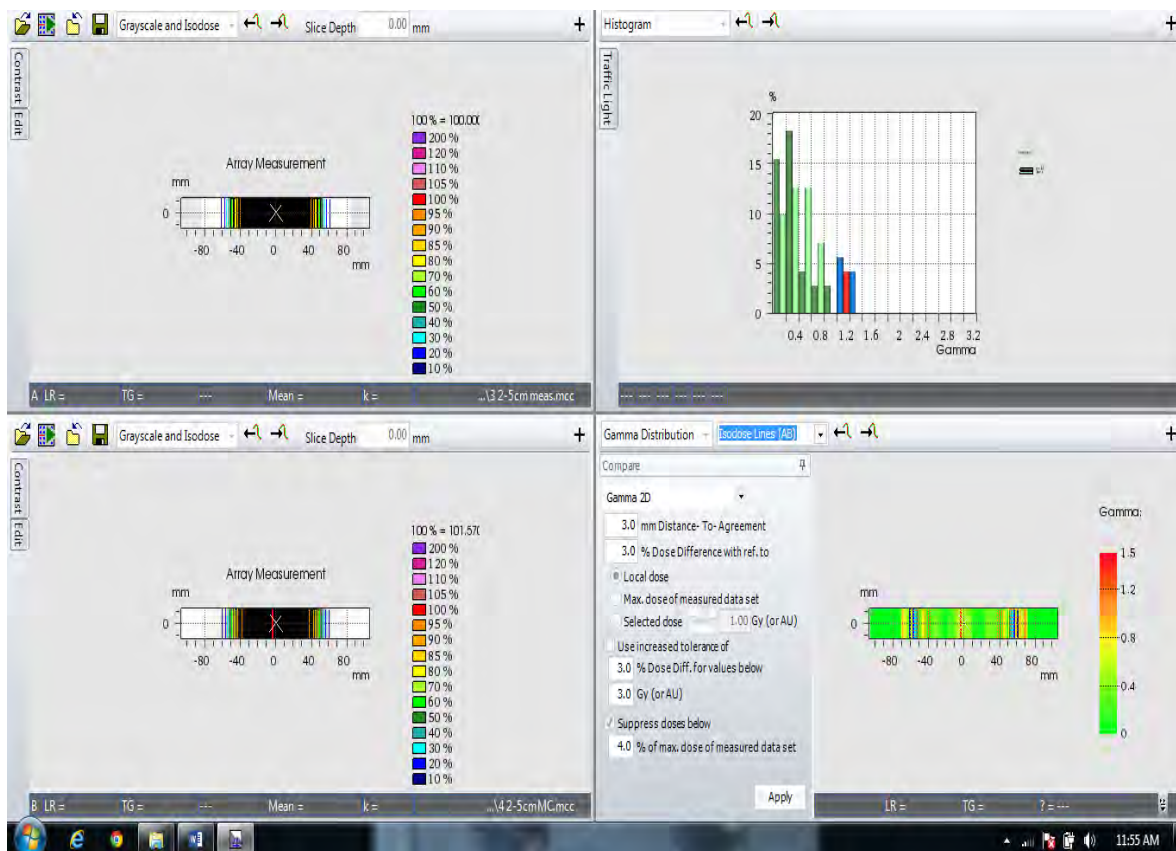 Grayscale and Isodose
Slice Depth 0.00 mm
+
Contrast
Edit
100 % = 100.00(
200 %
120 %
110 %
105 %
100 %
95 %
90 %
85 %
80 %
70 %
60 %
50 %
40 %
30 %
20 %
10 %
Array Measurement
mm
0
-80 -40 0 40 80
mm
A LR = TG = --- Mean = k = ...\3 2-5cm meas.mcc
Histogram
+
Traffic Light
%
20
15
10
5
0
0.4 0.8 1.2 1.6 2 2.4 2.8 3.2
Gamma
--- --- --- --- --- ---
Grayscale and Isodose
Slice Depth 0.00 mm
+
Contrast
Edit
100 % = 101.57(
200 %
120 %
110 %
105 %
100 %
95 %
90 %
85 %
80 %
70 %
60 %
50 %
40 %
30 %
20 %
10 %
Array Measurement
mm
0
-80 -40 0 40 80
mm
B LR = TG = --- Mean = k = ...\4 2-5cmMC.mcc
Gamma Distribution
Isodose Lines (AB)
+
Compare
Gamma 2D
3.0 mm Distance- To- Agreement
3.0 % Dose Difference with ref. to
Local dose
Max. dose of measured data set
Selected dose 1.00 Gy (or AU)
Use increased tolerance of
3.0 % Dose Diff. for values below
3.0 Gy (or AU)
Suppress doses below
4.0 % of max. dose of measured data set
Apply
Gamma:
1.5
1.2
0.8
0.4
0
mm
0
-80 -40 0 40 80
mm
LR = TG = ? = ---
11:55 AM